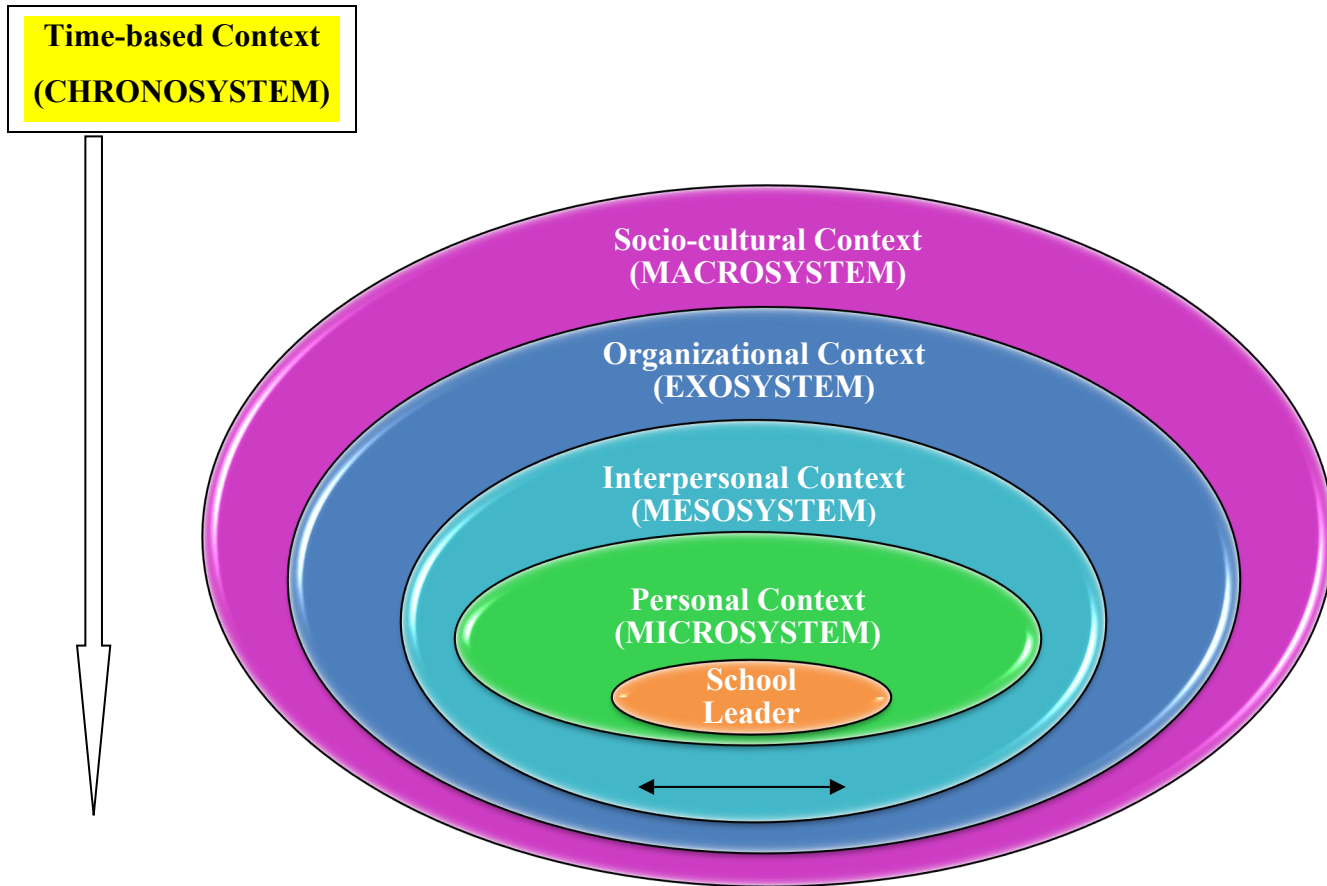 Time-based Context
(CHRONOSYSTEM)
Socio-cultural Context
(MACROSYSTEM)
Organizational Context
(EXOSYSTEM)
Interpersonal Context
(MESOSYSTEM)
Personal Context
(MICROSYSTEM)
School
Leader